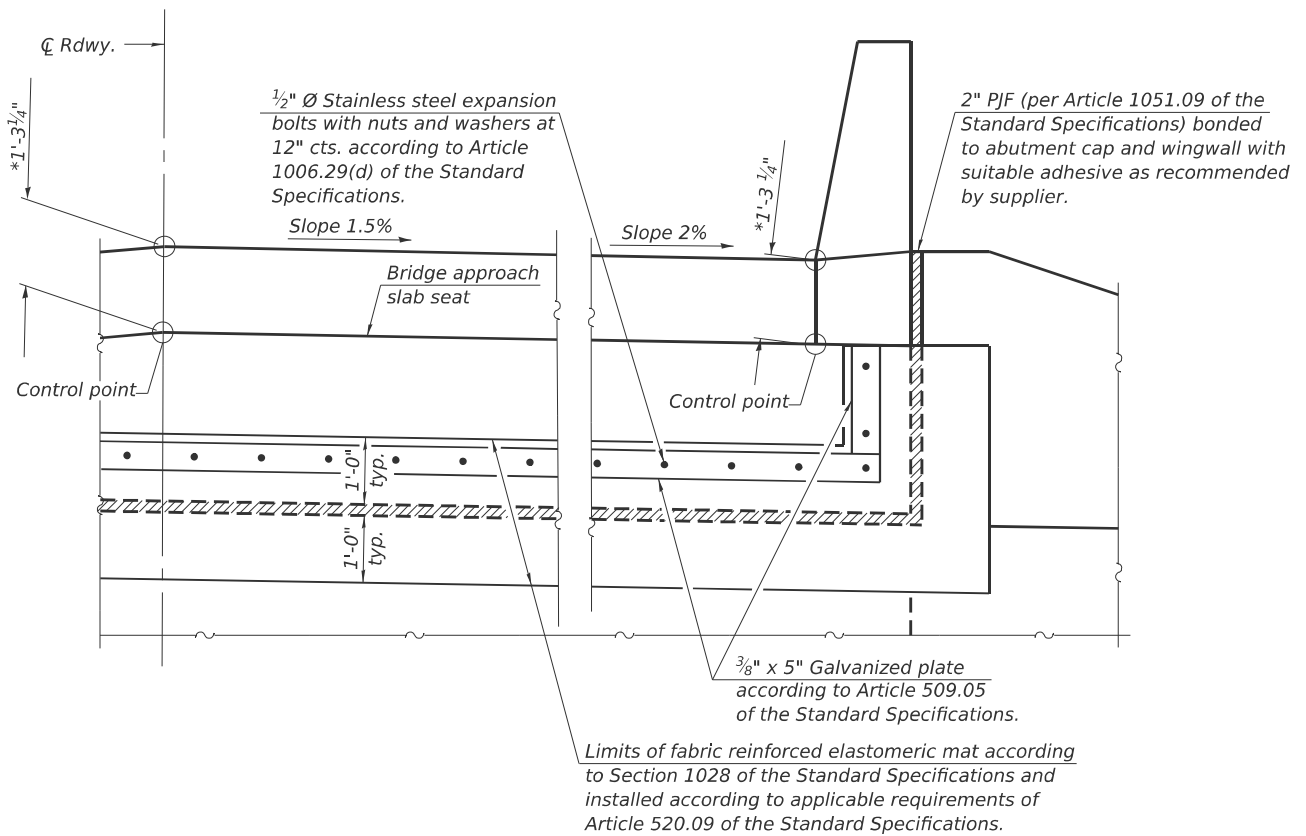 ℄ Rdwy.
*1'-3¼"
½" Ø Stainless steel expansion
bolts with nuts and washers at
12" cts. according to Article
1006.29(d) of the Standard
Specifications.
2" PJF (per Article 1051.09 of the
Standard Specifications) bonded
to abutment cap and wingwall with
suitable adhesive as recommended
by supplier.
*1'-3 ¼"
Slope 1.5%
Slope 2%
Bridge approach
slab seat
Control point
Control point
1'-0"
typ.
1'-0"
typ.
⅜" x 5" Galvanized plate
according to Article 509.05
of the Standard Specifications.
Limits of fabric reinforced elastomeric mat according
to Section 1028 of the Standard Specifications and
installed according to applicable requirements of
Article 520.09 of the Standard Specifications.